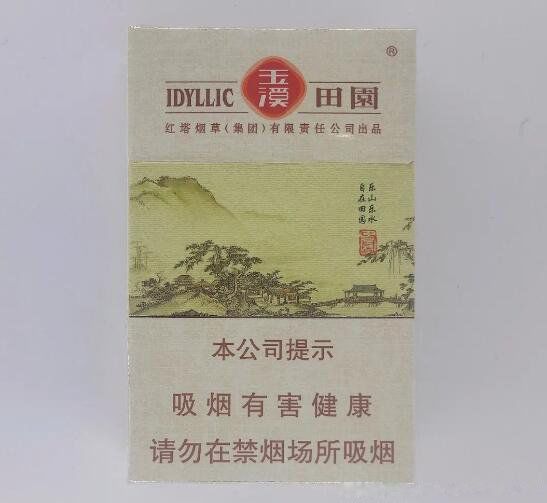 ®
IDYLLIC 玉溪 田園
红塔烟草(集团)有限责任公司出品
乐山乐水
自在田园
本公司提示
吸烟有害健康
请勿在禁烟场所吸烟